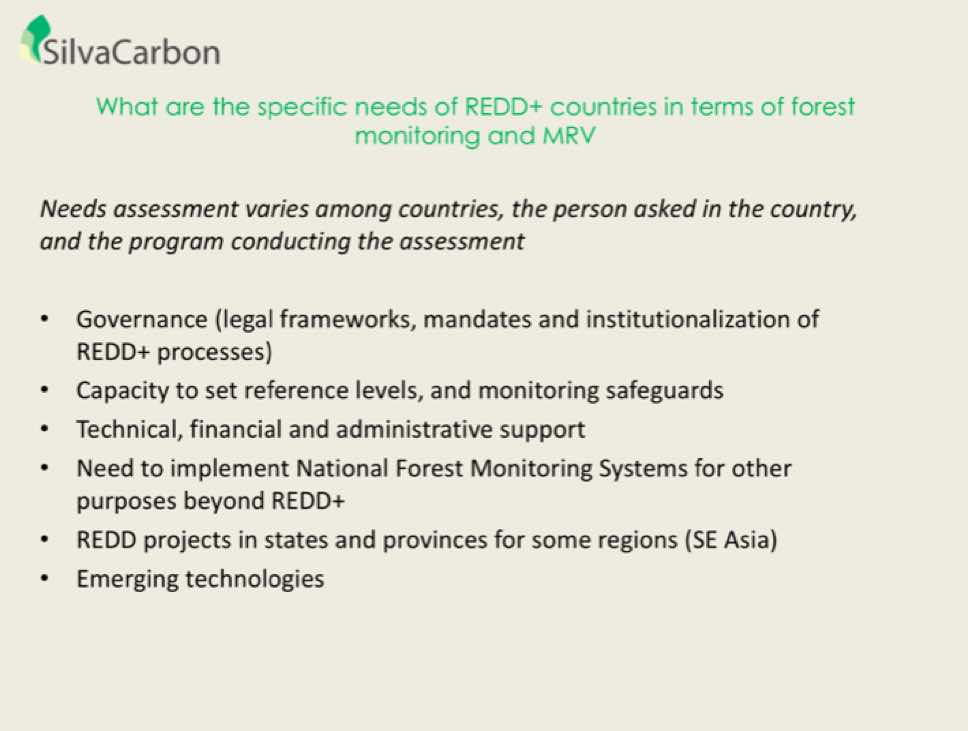 SilvaCarbon
What are the specific needs of REDD+ countries in terms of forest
monitoring and MRV
Needs assessment varies among countries, the person asked in the country,
and the program conducting the assessment
• Governance (legal frameworks, mandates and institutionalization of
REDD+ processes)
• Capacity to set reference levels, and monitoring safeguards
• Technical, financial and administrative support
• Need to implement National Forest Monitoring Systems for other
purposes beyond REDD+
• REDD projects in states and provinces for some regions (SE Asia)
• Emerging technologies